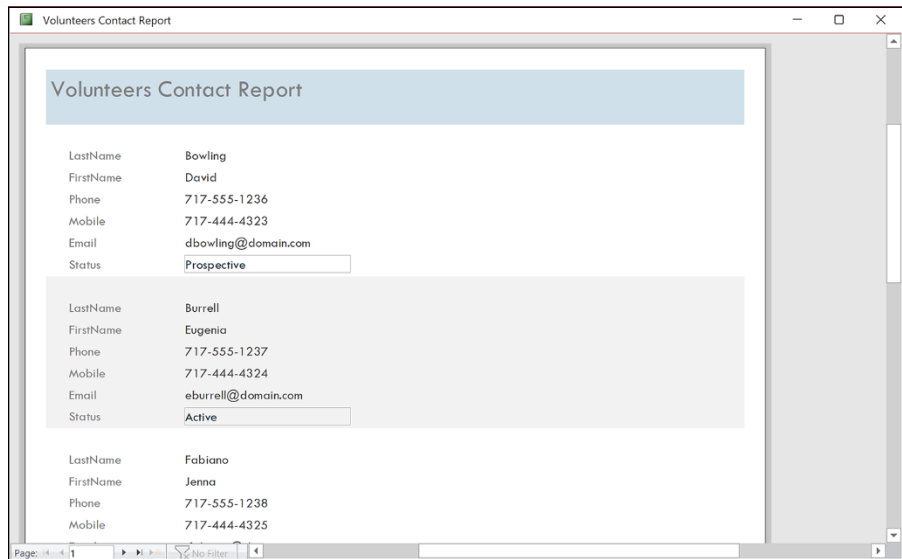 Volunteers Contact Report
Volunteers Contact Report
LastName Bowling
FirstName David
Phone 717-555-1236
Mobile 717-444-4323
Email dbowling@domain.com
Status Prospective
LastName Burrell
FirstName Eugenia
Phone 717-555-1237
Mobile 717-444-4324
Email eburrell@domain.com
Status Active
LastName Fabiano
FirstName Jenna
Phone 717-555-1238
Mobile 717-444-4325
Page: 1 No Filter